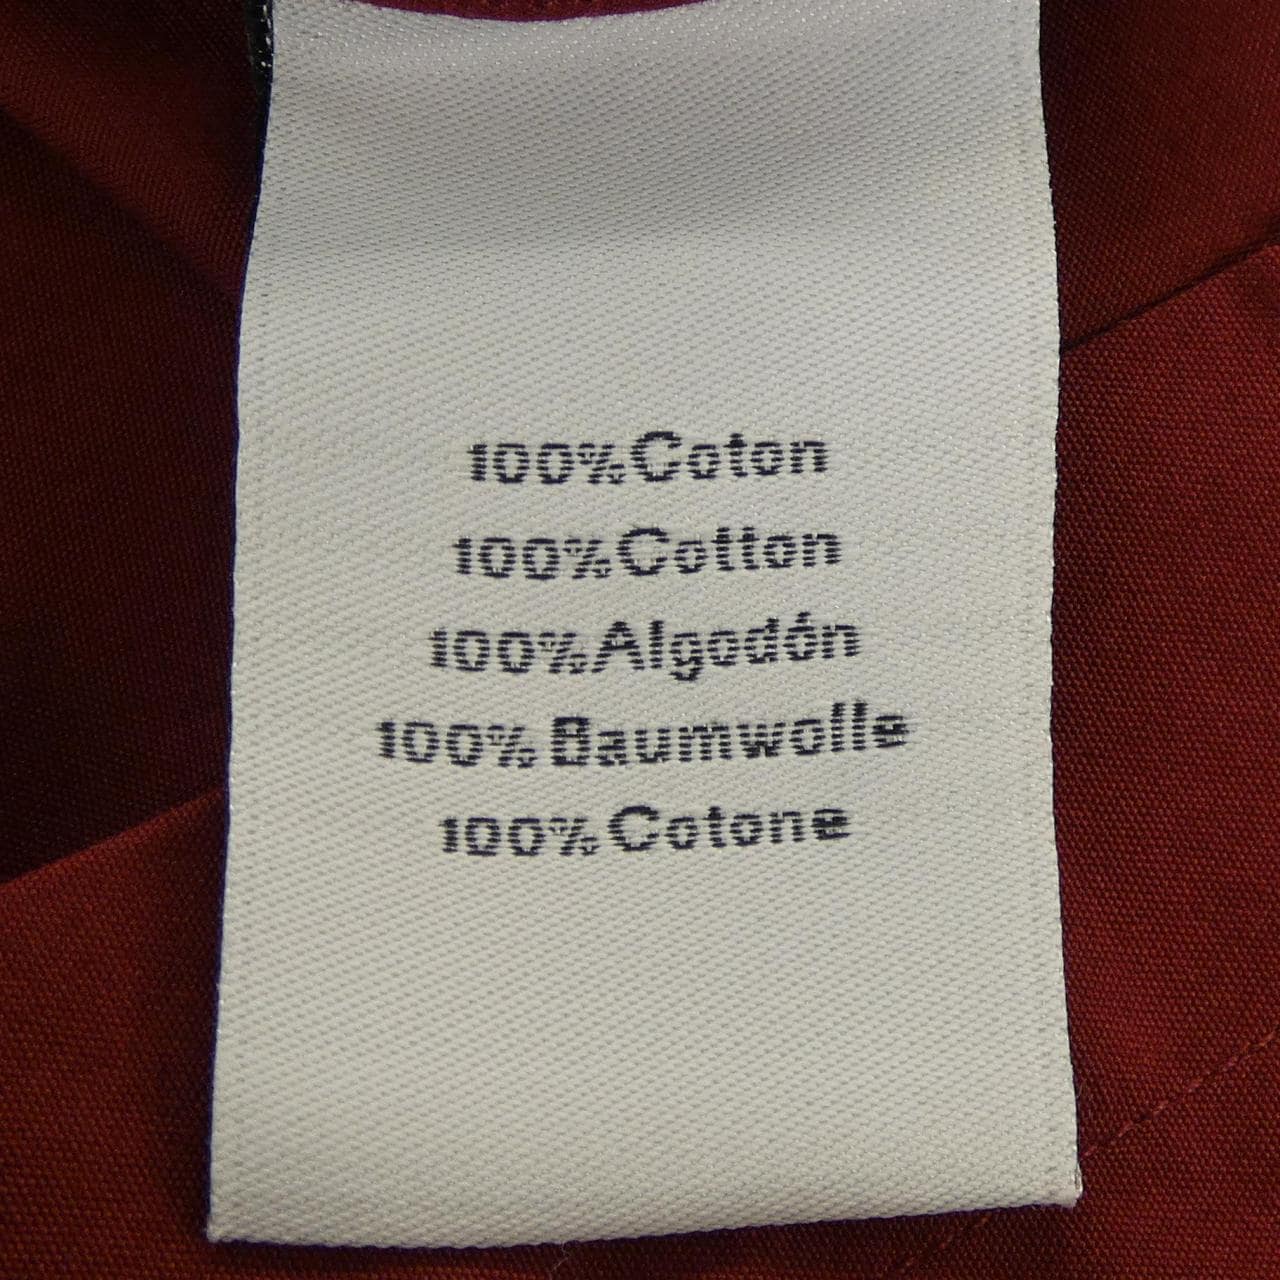 100% Coton
100% Cotton
100% Algodón
100% Baumwolle
100% Cotone